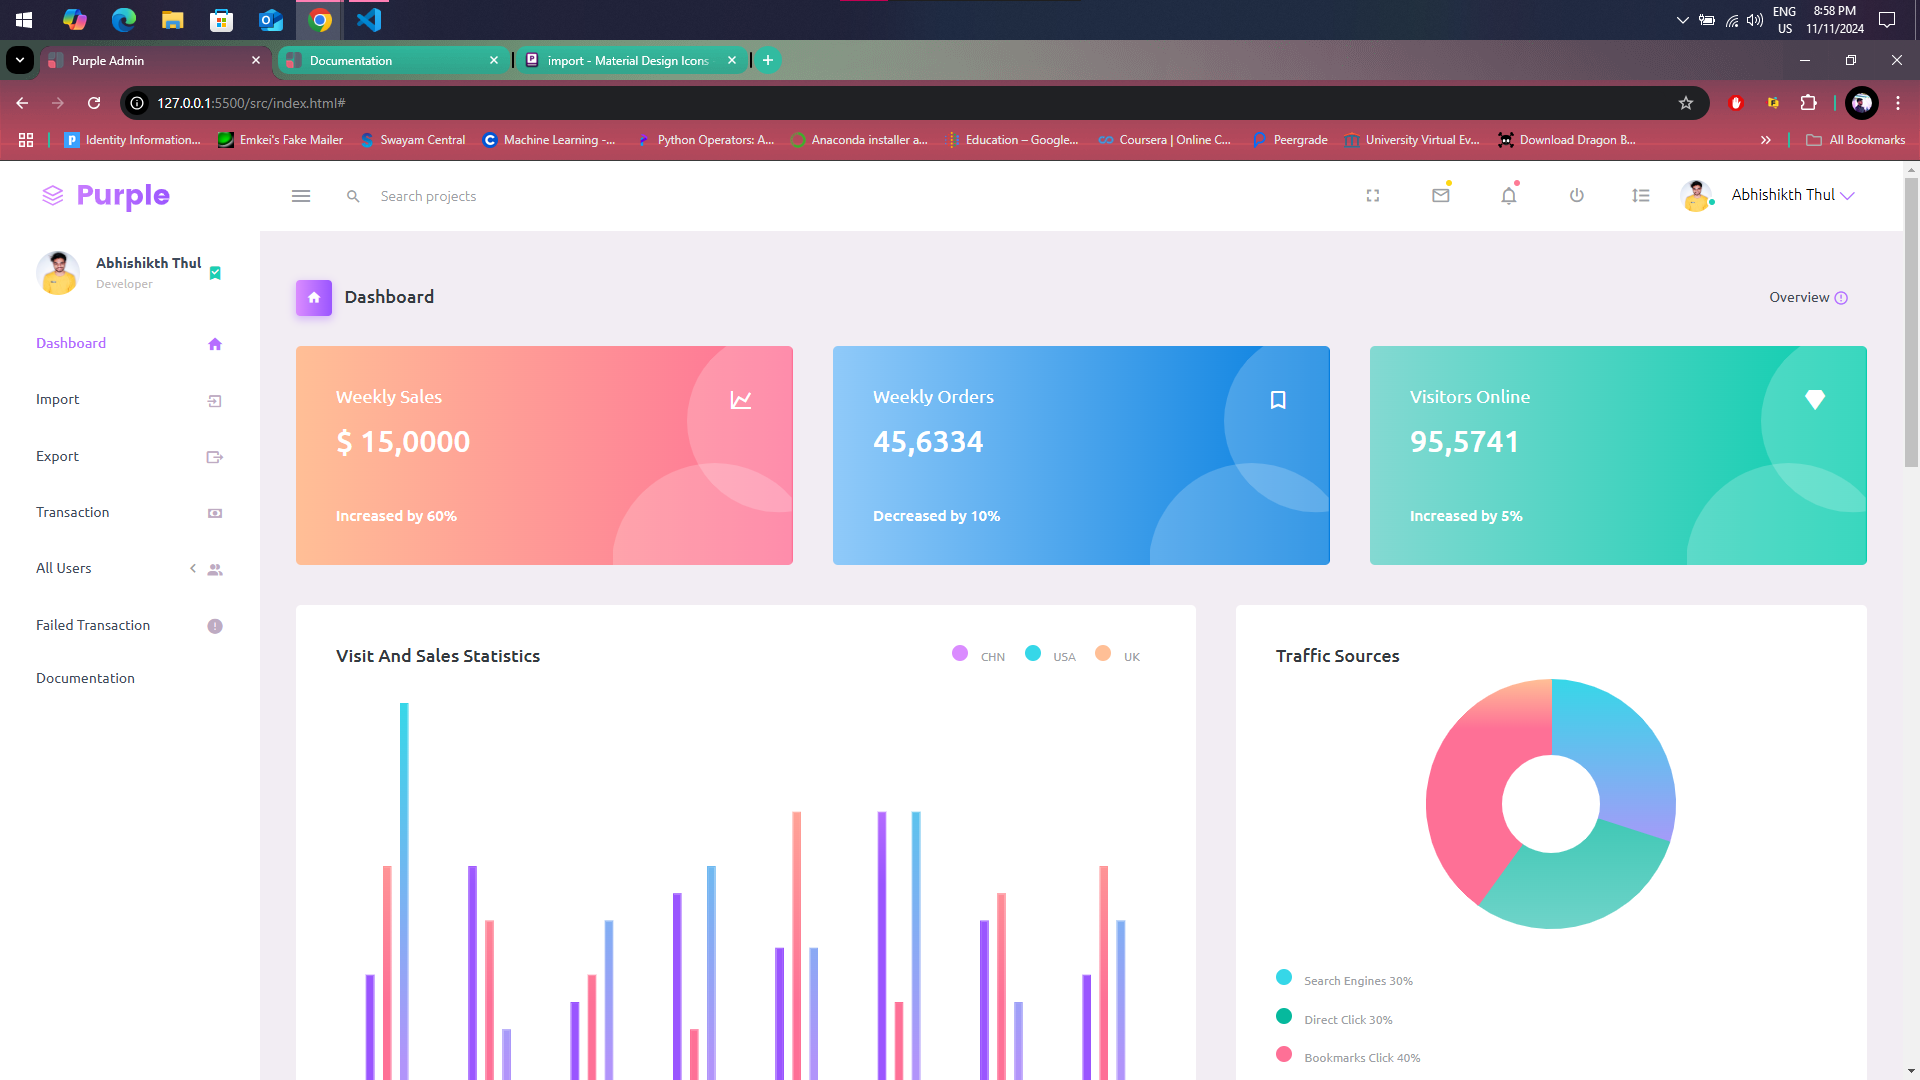 ENG
US
8:58 PM
11/11/2024
Purple Admin
Documentation
import - Material Design Icons
127.0.0.1:5500/src/index.html#
Identity Information...
Emkei's Fake Mailer
Swayam Central
Machine Learning -...
Python Operators: A...
Anaconda installer a...
Education – Google...
Coursera | Online C...
Peergrade
University Virtual Ev...
Download Dragon B...
All Bookmarks
Purple
Search projects
Abhishikth Thul
Abhishikth Thul
Developer
Dashboard
Import
Export
Transaction
All Users
Failed Transaction
Documentation
Dashboard
Overview
Weekly Sales
$ 15,0000
Increased by 60%
Weekly Orders
45,6334
Decreased by 10%
Visitors Online
95,5741
Increased by 5%
Visit And Sales Statistics
CHN
USA
UK
Traffic Sources
Search Engines 30%
Direct Click 30%
Bookmarks Click 40%